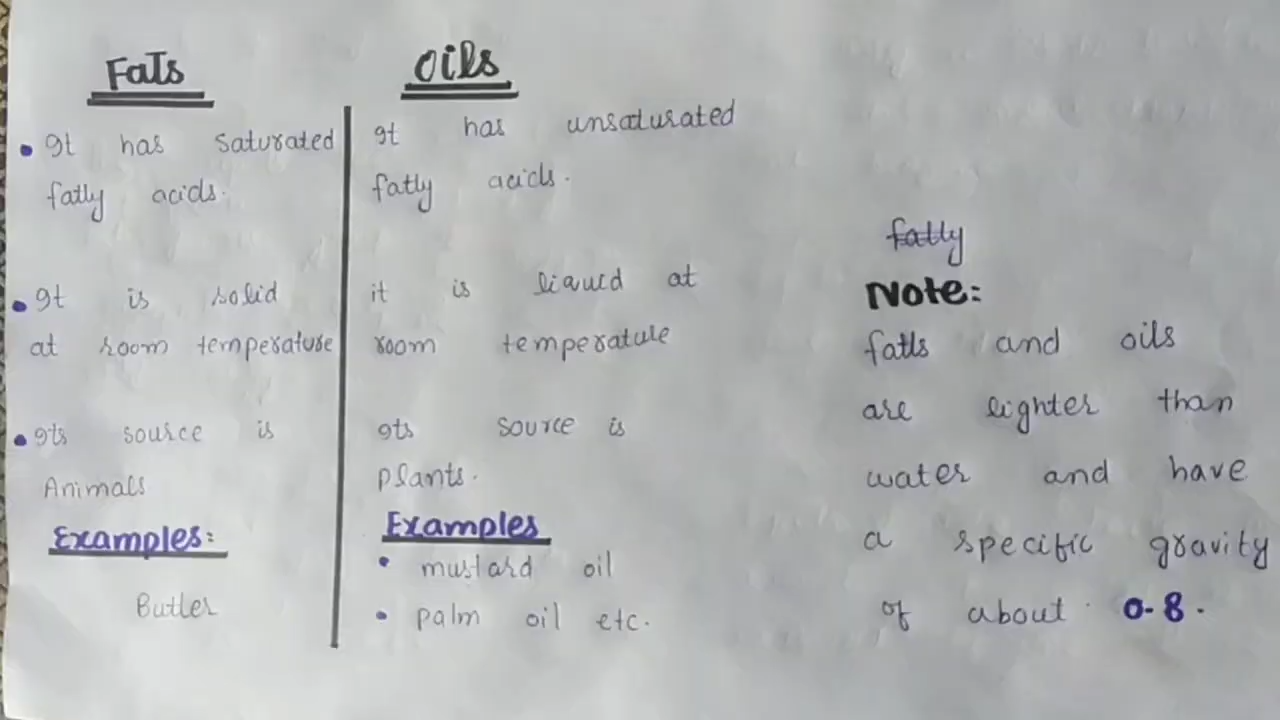 Fats
• It has saturated
fatty acids.
• It is solid
at room temperature
• Its source is
Animals
Examples:
Butter
Oils
It has unsaturated
fatty acids.
it is liquid at
room temperature
Its source is
plants.
Examples
• mustard oil
• palm oil etc.
fatty
Note:
fatts and oils
are lighter than
water and have
a specific gravity
of about 0.8.